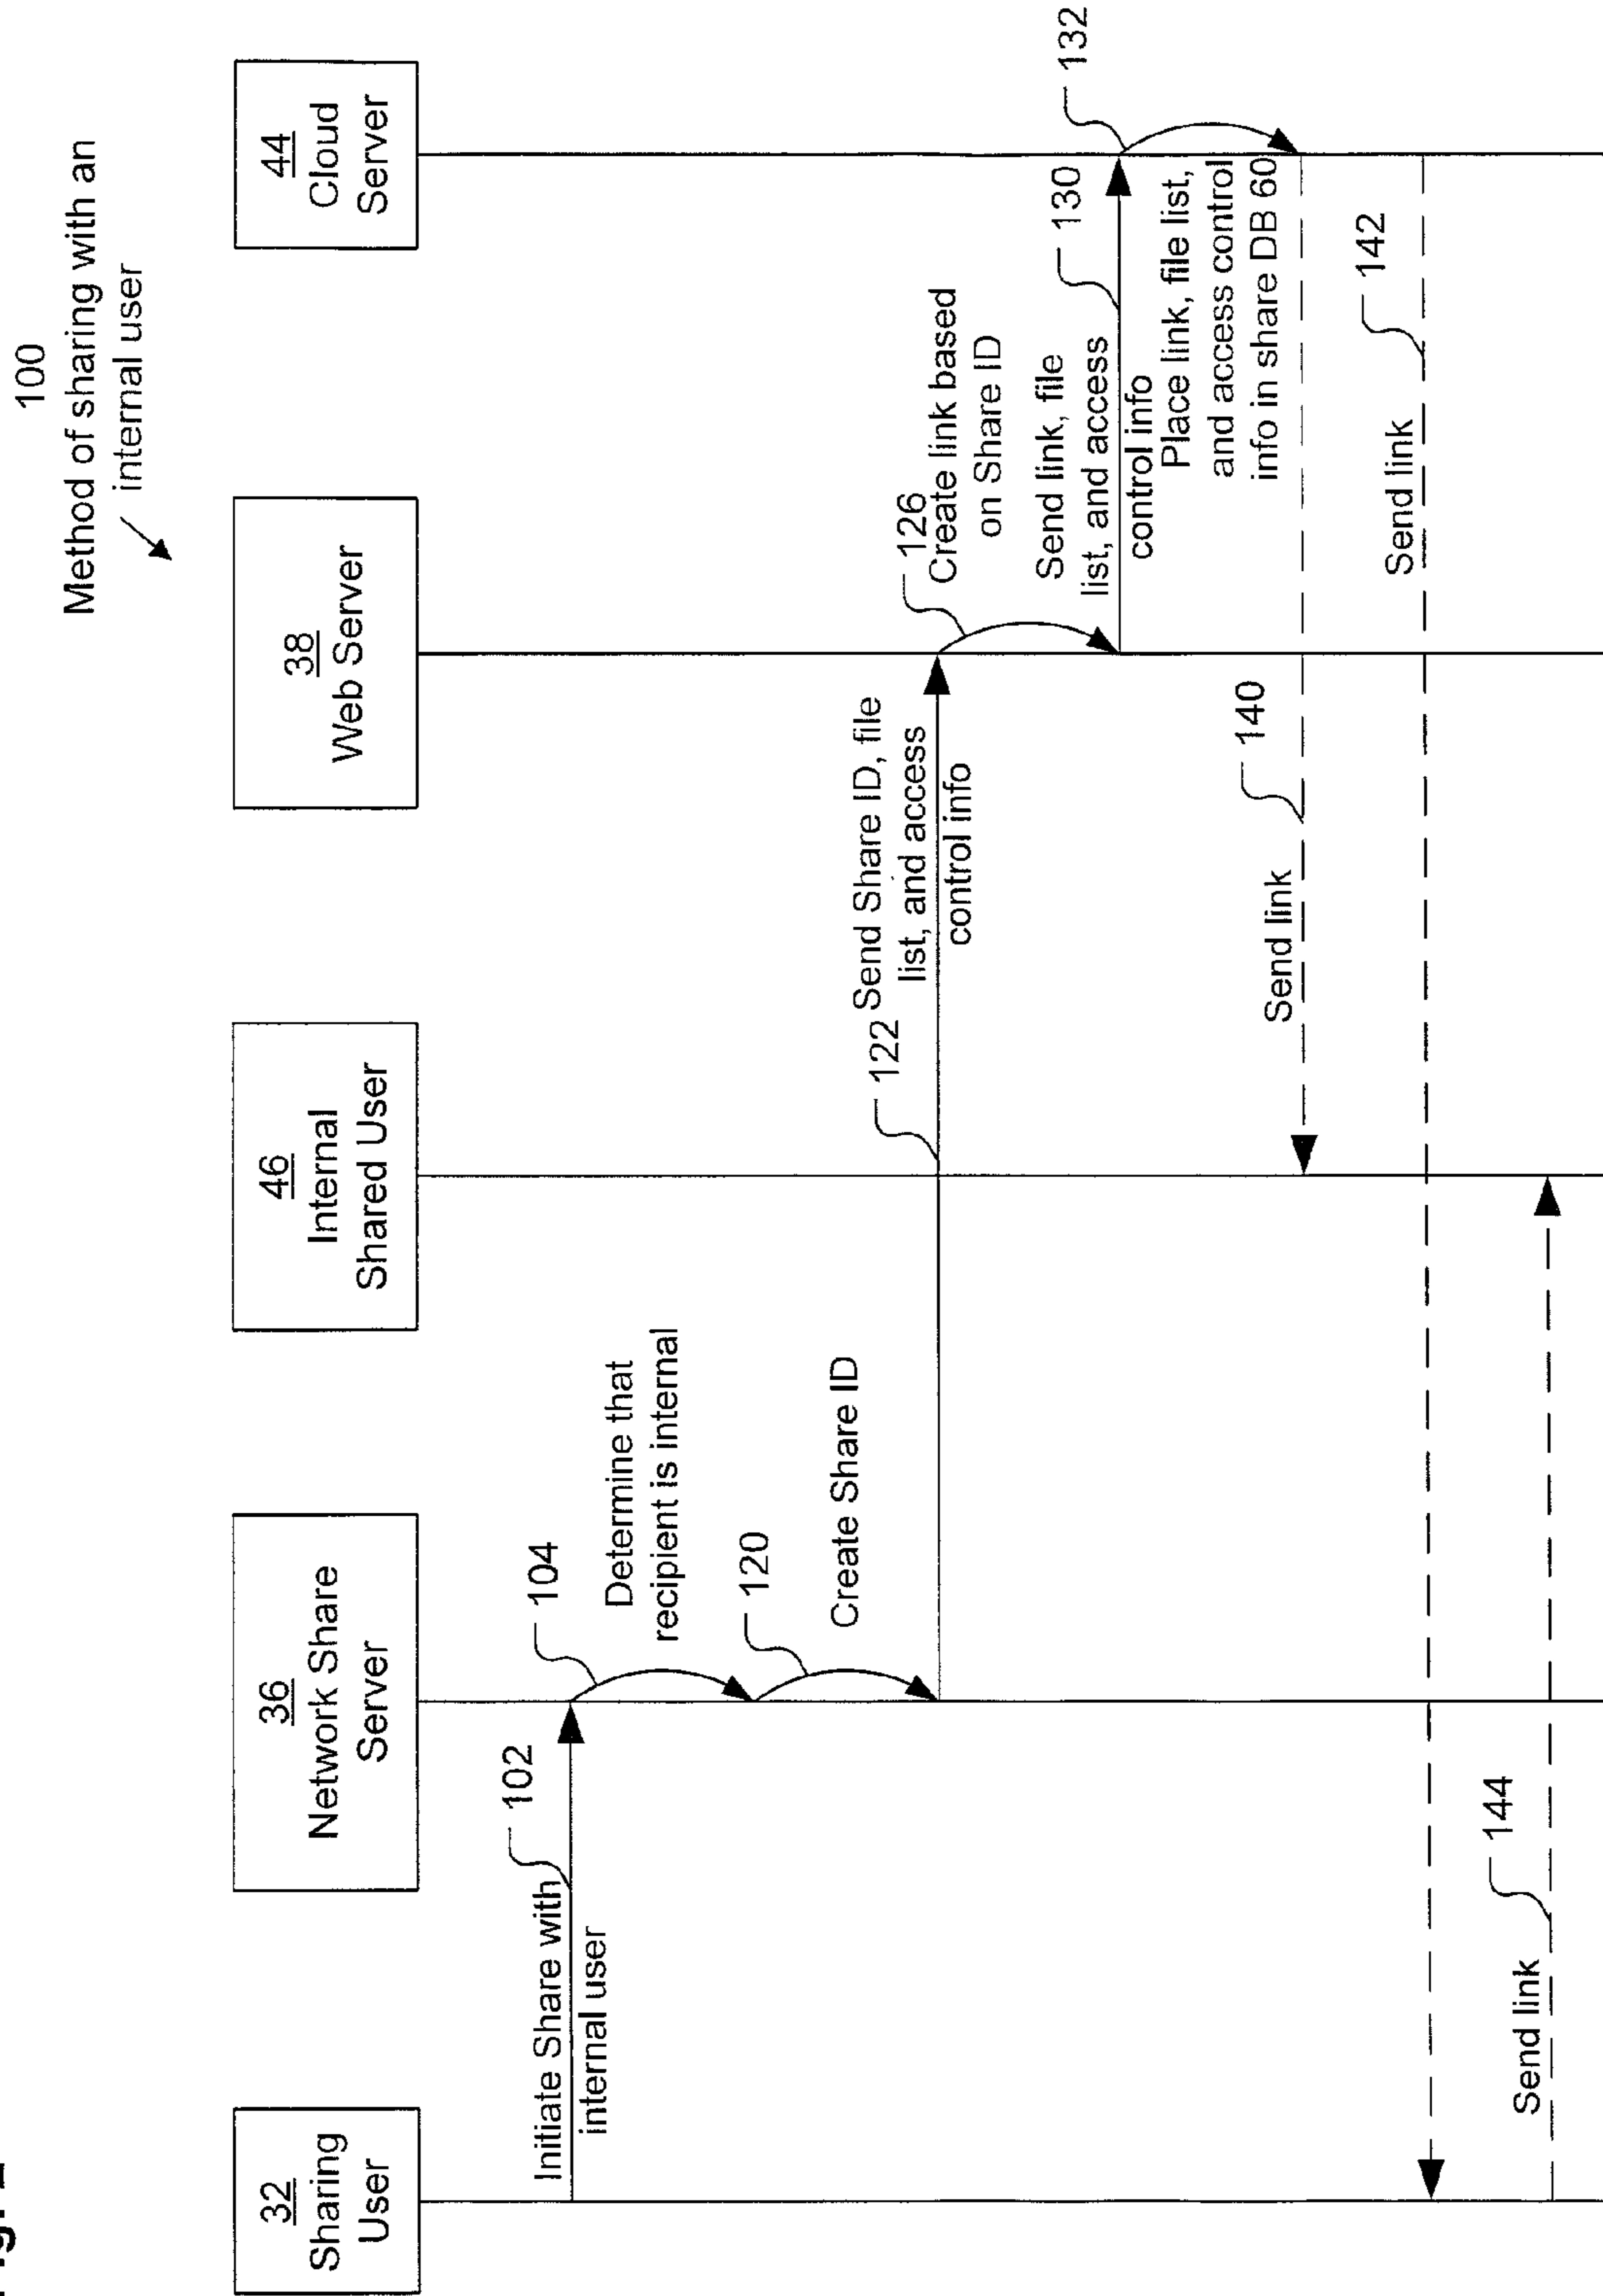 100
Method of sharing with an
internal user
32
Sharing
User
36
Network Share
Server
46
Internal
Shared User
38
Web Server
44
Cloud
Server
Initiate Share with
internal user
102
104
Determine that
recipient is internal
120
Create Share ID
122
Send Share ID, file
list, and access
control info
126
Create link based
on Share ID
Send link, file
list, and access
control info
130
132
Place link, file list,
and access control
info in share DB 60
140
Send link
142
Send link
144
Send link